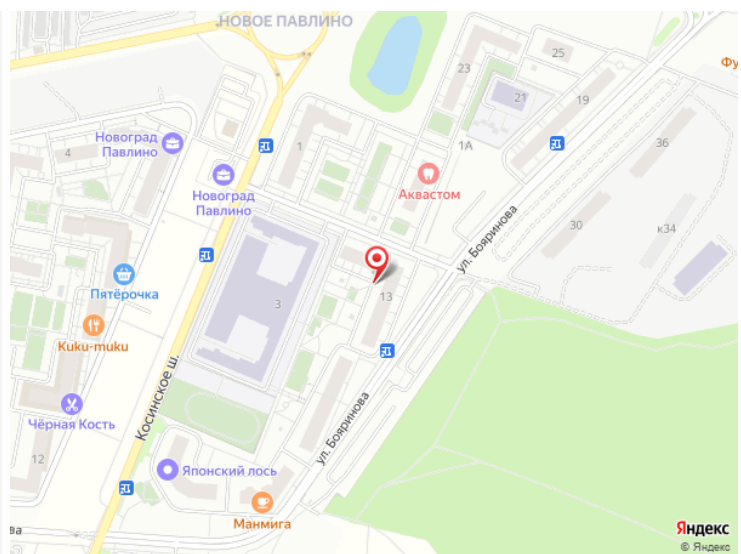 НОВОЕ ПАВЛИНО
25
Фу
23
21
19
1А
36
4
Новоград
Павлино
1
Новоград
Павлино
Аквастом
30
к34
ул. Бояринова
Пятёрочка
3
13
Kuku-muku
Косинское ш.
Чёрная Кость
ул. Бояринова
12
Японский лось
Манмига
ва
Яндекс
© Яндекс